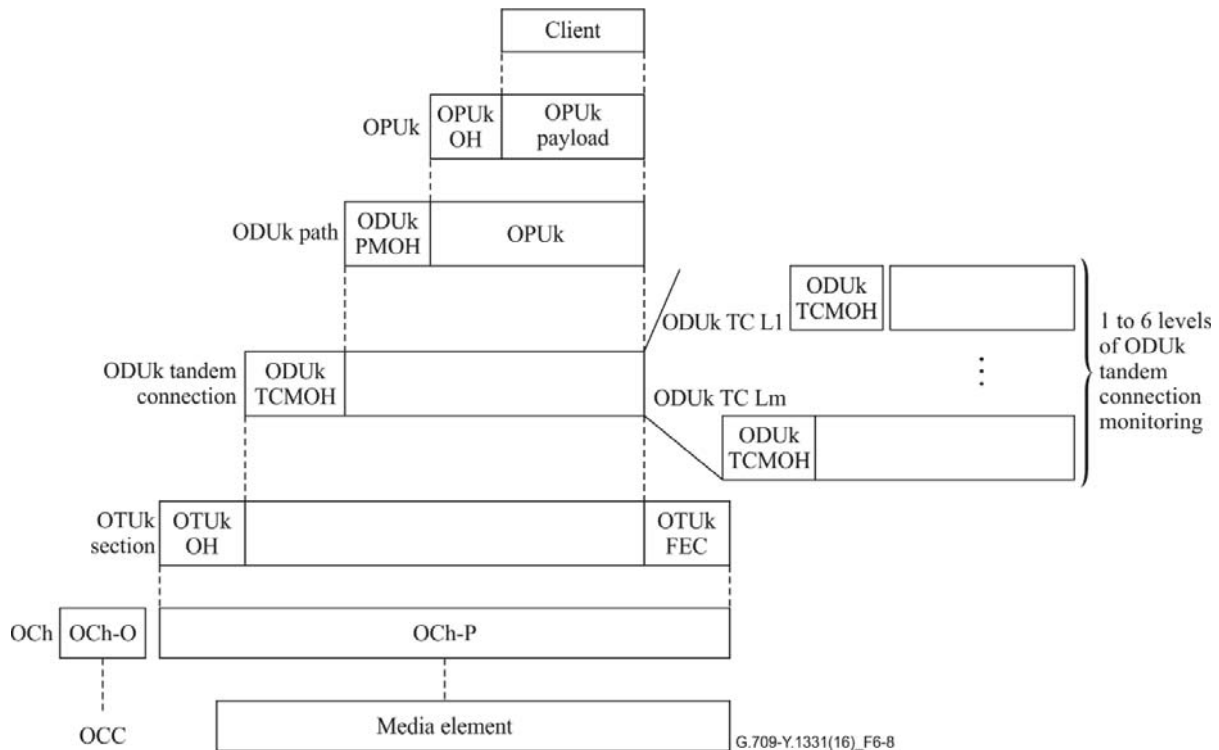 Client
OPUk
OPUk
OH
OPUk
payload
ODUk path
ODUk
PMOH
OPUk
ODUk TC L1
ODUk
TCMOH
1 to 6 levels
of ODUk
tandem
connection
monitoring
ODUk tandem
connection
ODUk
TCMOH
ODUk TC Lm
ODUk
TCMOH
OTUk
section
OTUk
OH
OTUk
FEC
OCh
OCh-O
OCh-P
OCC
Media element
G.709-Y.1331(16)_F6-8